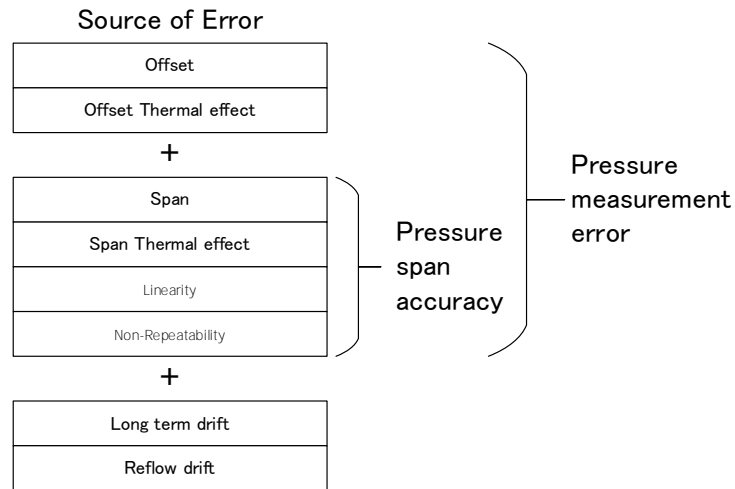 Source of Error
Offset
Offset Thermal effect
+
Span
Span Thermal effect
Linearity
Non-Repeatability
+
Long term drift
Reflow drift
Pressure
span
accuracy
Pressure
measurement
error